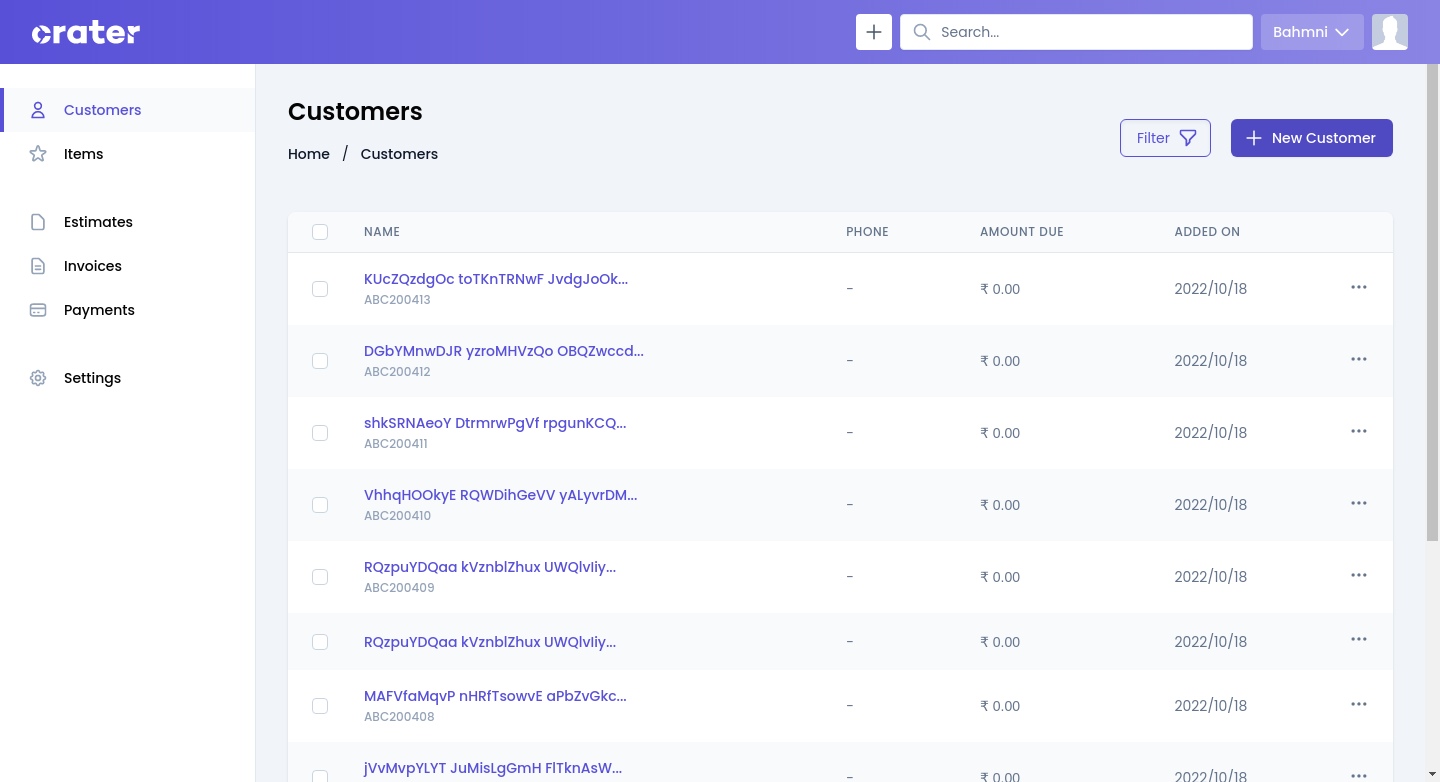 crater
Search...
Bahmni
Customers
Items
Estimates
Invoices
Payments
Settings
Customers
Home / Customers
Filter
New Customer
NAME PHONE AMOUNT DUE ADDED ON
KUcZQzdgOc toTKnTRNwF JvdgJoOk...
ABC200413
- ₹ 0.00 2022/10/18
DGbYMnwDJR yzroMHVzQo OBQZwccd...
ABC200412
- ₹ 0.00 2022/10/18
shkSRNAeoY DtrmrwPgVf rpgunKCQ...
ABC200411
- ₹ 0.00 2022/10/18
VhhqHOOkyE RQWDihGeVV yALyvrDM...
ABC200410
- ₹ 0.00 2022/10/18
RQzpuYDQaa kVznblZhux UWQlvIiy...
ABC200409
- ₹ 0.00 2022/10/18
RQzpuYDQaa kVznblZhux UWQlvIiy...
- ₹ 0.00 2022/10/18
MAFVfaMqvP nHRfTsowvE aPbZvGkc...
ABC200408
- ₹ 0.00 2022/10/18
jVvMvpYLYT JuMisLgGmH FlTknAsW...
- ₹ 0.00 2022/10/18